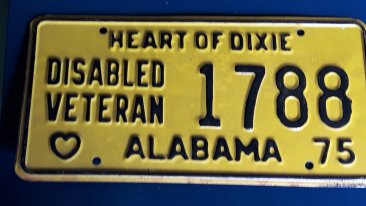 HEART OF DIXIE
DISABLED
VETERAN
1788
ALABAMA 75